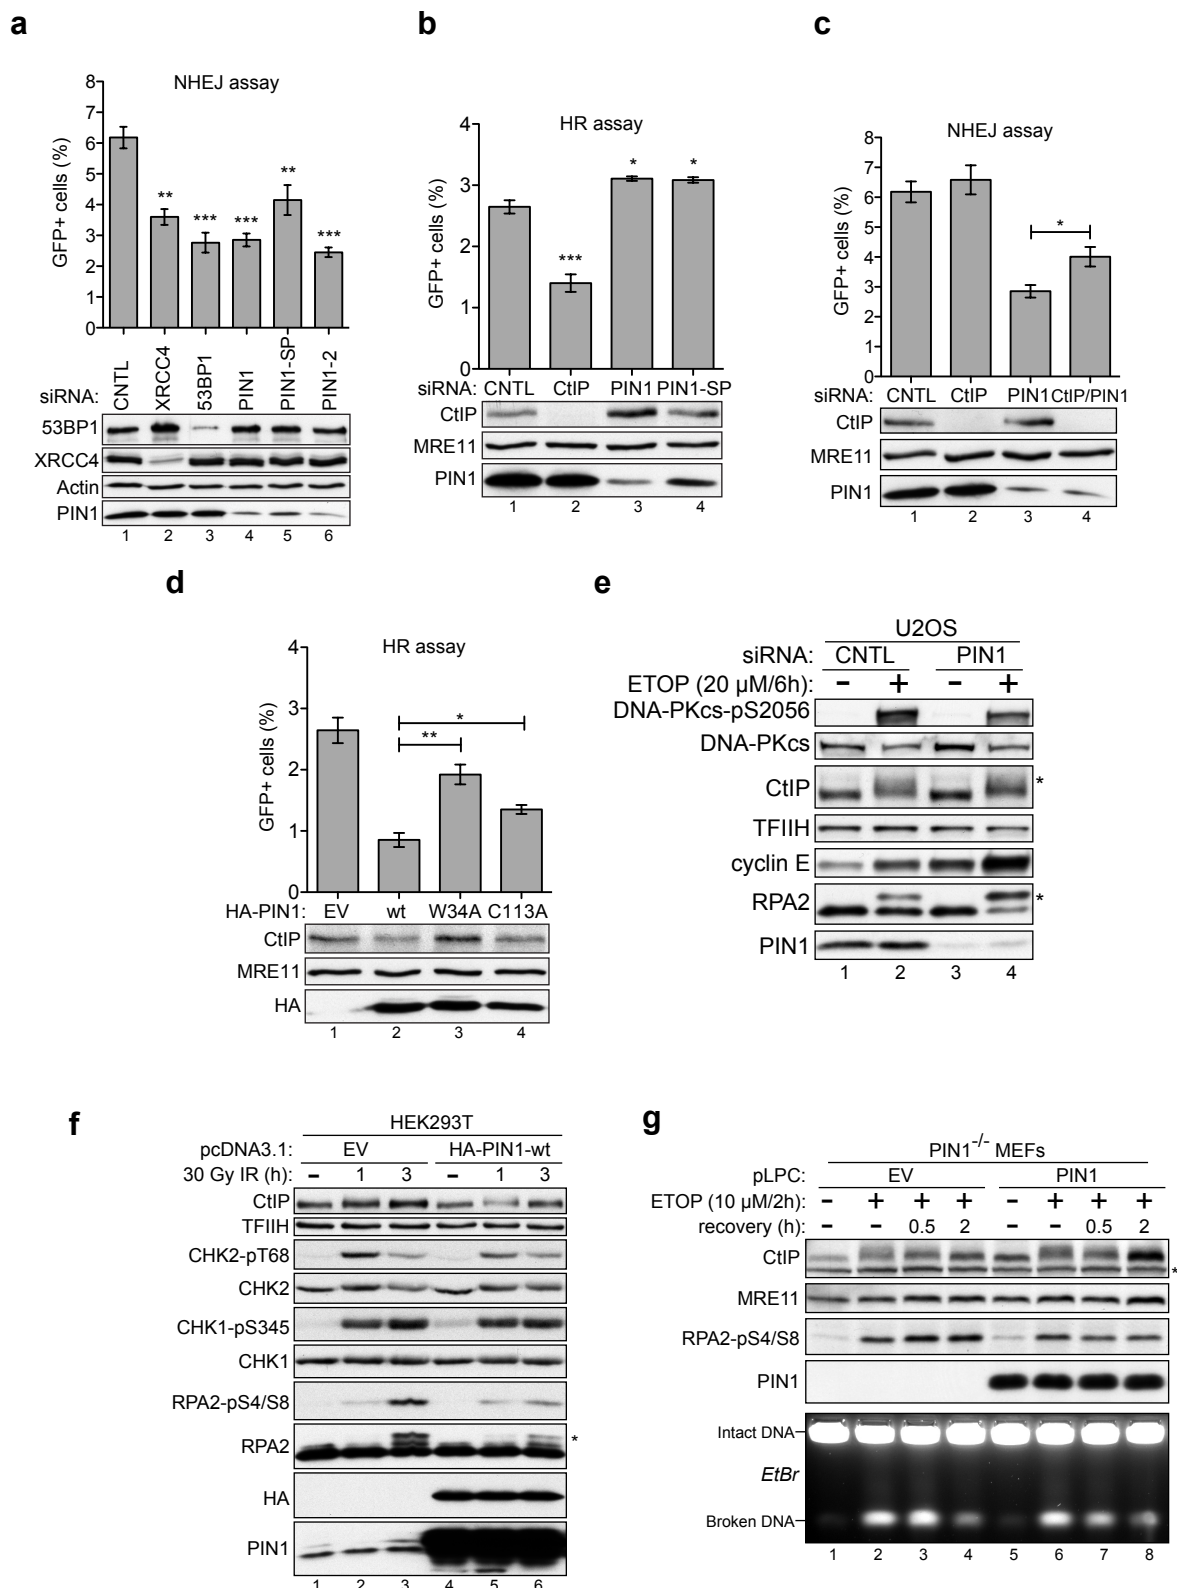 a
NHEJ assay
GFP+ cells (%)
8
7
6
5
4
3
2
1
0
**
***
***
**
***
siRNA:
CNTL
XRCC4
53BP1
PIN1
PIN1-SP
PIN1-2
53BP1
XRCC4
Actin
PIN1
1 2 3 4 5 6
b
HR assay
GFP+ cells (%)
4
3
2
1
0
***
*
*
siRNA: CNTL CtIP PIN1 PIN1-SP
CtIP
MRE11
PIN1
1 2 3 4
c
NHEJ assay
GFP+ cells (%)
8
7
6
5
4
3
2
1
0
*
siRNA: CNTL CtIP PIN1 CtIP/PIN1
CtIP
MRE11
PIN1
1 2 3 4
d
HR assay
GFP+ cells (%)
4
3
2
1
0
*
**
HA-PIN1: EV wt W34A C113A
CtIP
MRE11
HA
1 2 3 4
e
U2OS
siRNA: CNTL PIN1
ETOP (20 µM/6h): - + - +
DNA-PKcs-pS2056
DNA-PKcs
CtIP *
TFIIH
cyclin E
RPA2 *
PIN1
1 2 3 4
f
HEK293T
pcDNA3.1: EV HA-PIN1-wt
30 Gy IR (h): - 1 3 - 1 3
CtIP
TFIIH
CHK2-pT68
CHK2
CHK1-pS345
CHK1
RPA2-pS4/S8
RPA2 *
HA
PIN1
1 2 3 4 5 6
g
PIN1-/- MEFs
pLPC: EV PIN1
ETOP (10 µM/2h) - + + + - + + +
recovery (h) - - 0.5 2 - - 0.5 2
CtIP
*
MRE11
RPA2-pS4/S8
PIN1
Intact DNA
EtBr
Broken DNA
1 2 3 4 5 6 7 8